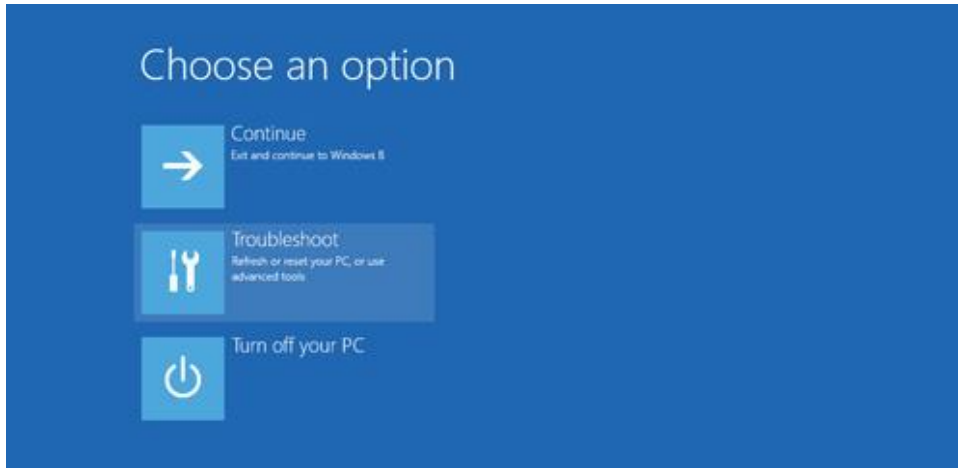 Choose an option
Continue
Exit and continue to Windows 8
Troubleshoot
Refresh or reset your PC, or use
advanced tools
Turn off your PC